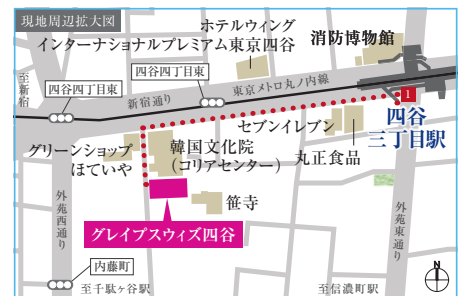 現地周辺拡大図
ホテルウィング
インターナショナルプレミアム東京四谷
消防博物館
至新宿
四谷四丁目東
四谷四丁目東
新宿通り
東京メトロ丸ノ内線
1
四谷
三丁目駅
セブンイレブン
丸正食品
グリーンショップ
ほていや
韓国文化院
(コリアセンター)
笹寺
グレイプスウィズ四谷
外苑西通り
外苑東通り
内藤町
至千駄ヶ谷駅
至信濃町駅
N